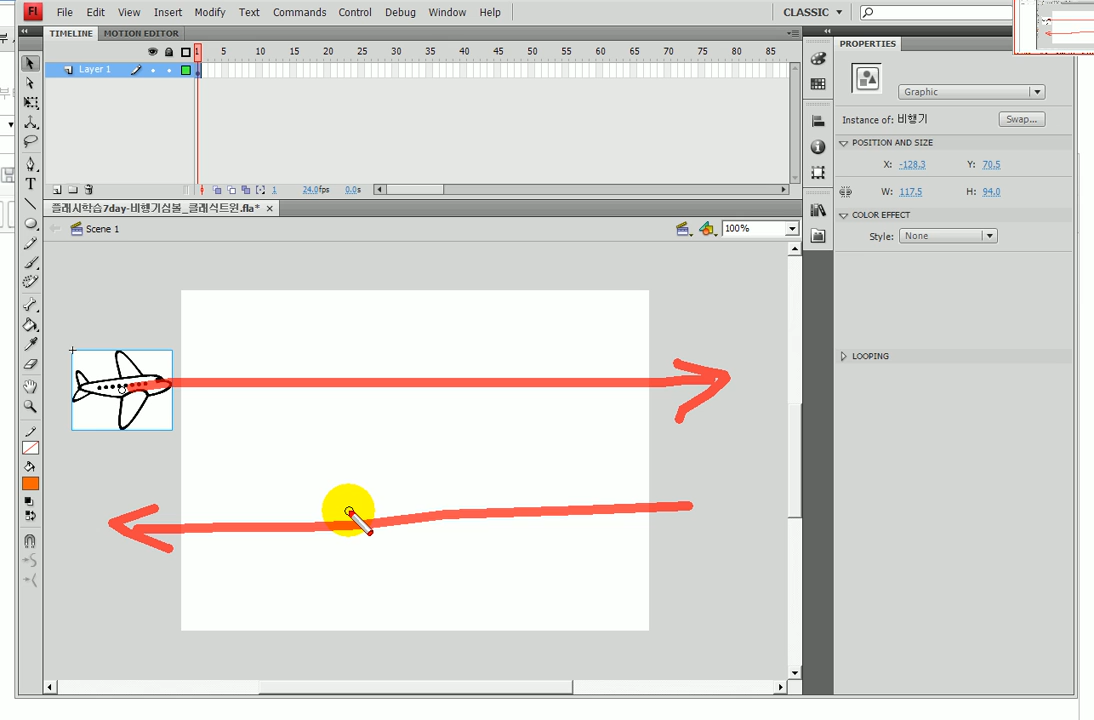 Fl File Edit View Insert Modify Text Commands Control Debug Window Help CLASSIC
TIMELINE MOTION EDITOR
1 5 10 15 20 25 30 35 40 45 50 55 60 65 70 75 80 85
Layer 1
1 24.0fps 0.0s
플래시학습7day-비행기심볼_클래식트윈.fla*
Scene 1 100%
PROPERTIES
Graphic
Instance of: 비행기 Swap...
POSITION AND SIZE
X: -128.3 Y: 70.5
W: 117.5 H: 94.0
COLOR EFFECT
Style: None
LOOPING